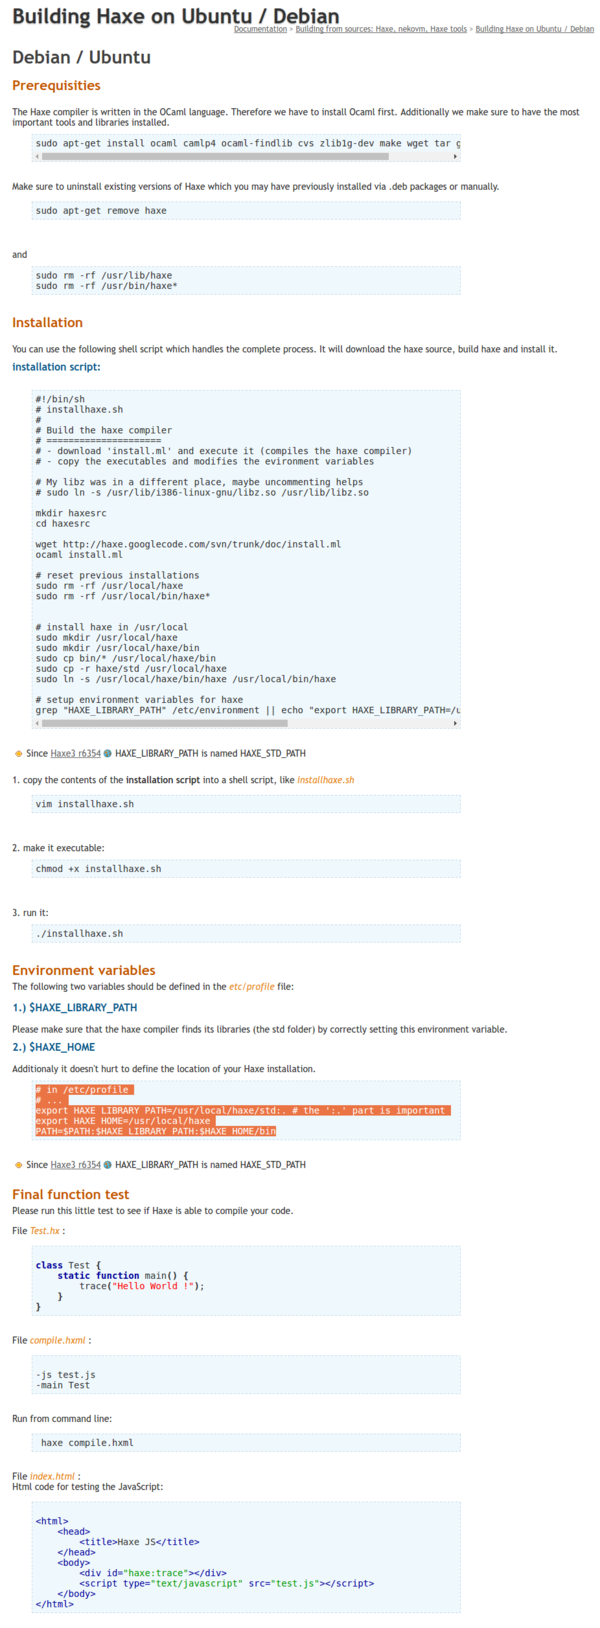 Building Haxe on Ubuntu / Debian
Documentation > Building from sources: Haxe, nekovm, Haxe tools > Building Haxe on Ubuntu / Debian
Debian / Ubuntu
Prerequisities
The Haxe compiler is written in the OCaml language. Therefore we have to install Ocaml first. Additionally we make sure to have the most
important tools and libraries installed.
sudo apt-get install ocaml camlp4 ocaml-findlib cvs zlib1g-dev make wget tar g
Make sure to uninstall existing versions of Haxe which you may have previously installed via .deb packages or manually.
sudo apt-get remove haxe
and
sudo rm -rf /usr/lib/haxe
sudo rm -rf /usr/bin/haxe*
Installation
You can use the following shell script which handles the complete process. It will download the haxe source, build haxe and install it.
installation script:
#!/bin/sh
# installhaxe.sh
#
# Build the haxe compiler
# =====================
# - download 'install.ml' and execute it (compiles the haxe compiler)
# - copy the executables and modifies the evironment variables
# My libz was in a different place, maybe uncommenting helps
# sudo ln -s /usr/lib/i386-linux-gnu/libz.so /usr/lib/libz.so
mkdir haxesrc
cd haxesrc
wget http://haxe.googlecode.com/svn/trunk/doc/install.ml
ocaml install.ml
# reset previous installations
sudo rm -rf /usr/local/haxe
sudo rm -rf /usr/local/bin/haxe*
# install haxe in /usr/local
sudo mkdir /usr/local/haxe
sudo mkdir /usr/local/haxe/bin
sudo cp bin/* /usr/local/haxe/bin
sudo cp -r haxe/std /usr/local/haxe
sudo ln -s /usr/local/haxe/bin/haxe /usr/local/bin/haxe
# setup environment variables for haxe
grep "HAXE_LIBRARY_PATH" /etc/environment || echo "export HAXE_LIBRARY_PATH=/u
Since Haxe3 r6354 HAXE_LIBRARY_PATH is named HAXE_STD_PATH
1. copy the contents of the installation script into a shell script, like installhaxe.sh
vim installhaxe.sh
2. make it executable:
chmod +x installhaxe.sh
3. run it:
./installhaxe.sh
Environment variables
The following two variables should be defined in the etc/profile file:
1.) $HAXE_LIBRARY_PATH
Please make sure that the haxe compiler finds its libraries (the std folder) by correctly setting this environment variable.
2.) $HAXE_HOME
Additionaly it doesn't hurt to define the location of your Haxe installation.
# in /etc/profile
# ...
export HAXE_LIBRARY_PATH=/usr/local/haxe/std:. # the ':.' part is important
export HAXE_HOME=/usr/local/haxe
PATH=$PATH:$HAXE_LIBRARY_PATH:$HAXE_HOME/bin
Since Haxe3 r6354 HAXE_LIBRARY_PATH is named HAXE_STD_PATH
Final function test
Please run this little test to see if Haxe is able to compile your code.
File Test.hx :
class Test {
    static function main() {
        trace("Hello World !");
    }
}
File compile.hxml :
-js test.js
-main Test
Run from command line:
haxe compile.hxml
File index.html :
Html code for testing the JavaScript:
<html>
    <head>
        <title>Haxe JS</title>
    </head>
    <body>
        <div id="haxe:trace"></div>
        <script type="text/javascript" src="test.js"></script>
    </body>
</html>